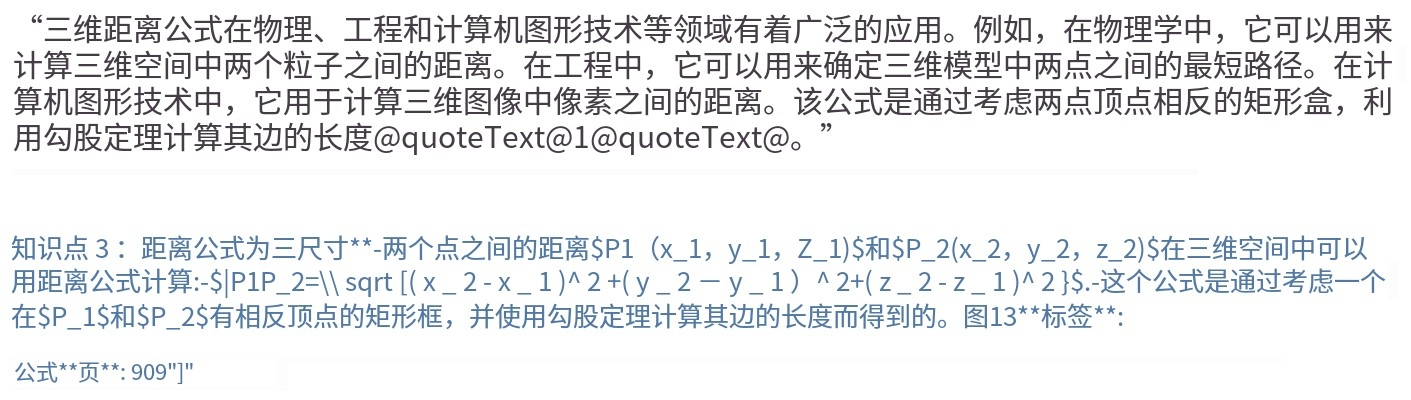 “三维距离公式在物理、工程和计算机图形技术等领域有着广泛的应用。例如，在物理学中，它可以用来
计算三维空间中两个粒子之间的距离。在工程中，它可以用来确定三维模型中两点之间的最短路径。在计
算机图形技术中，它用于计算三维图像中像素之间的距离。该公式是通过考虑两点顶点相反的矩形盒，利
用勾股定理计算其边的长度@quoteText@1@quoteText@。”
知识点 3 ：距离公式为三尺寸**-两个点之间的距离$P1（x_1，y_1，Z_1)$和$P_2(x_2，y_2，z_2)$在三维空间中可以
用距离公式计算:-$|P1P_2=\\ sqrt [( x _ 2 - x _ 1 )^ 2 +( y _ 2 － y _ 1 ）^ 2+( z _ 2 - z _ 1 )^ 2 }$.-这个公式是通过考虑一个
在$P_1$和$P_2$有相反顶点的矩形框，并使用勾股定理计算其边的长度而得到的。图13**标签**:
公式**页**: 909"]"